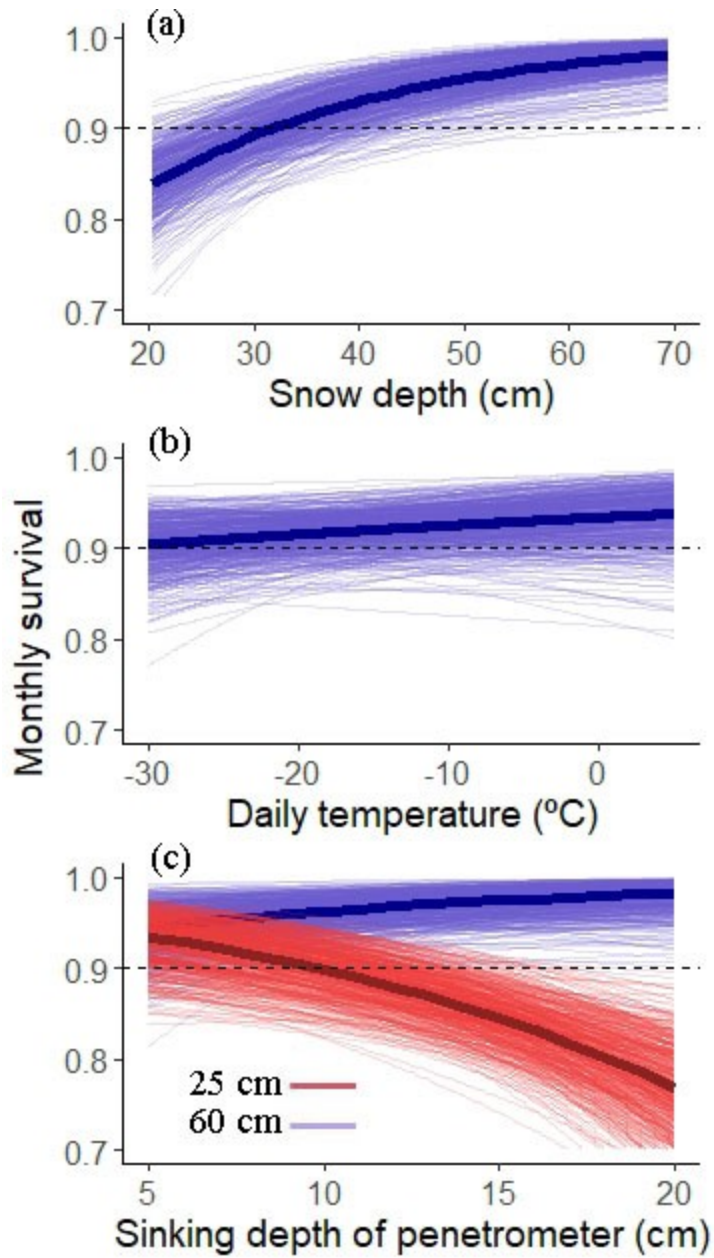 (a)
1.0
0.9
0.8
0.7
20 30 40 50 60 70
Snow depth (cm)
(b)
1.0
0.9
0.8
0.7
-30 -20 -10 0
Daily temperature (ºC)
Monthly survival
(c)
1.0
0.9
0.8
0.7
25 cm
60 cm
5 10 15 20
Sinking depth of penetrometer (cm)